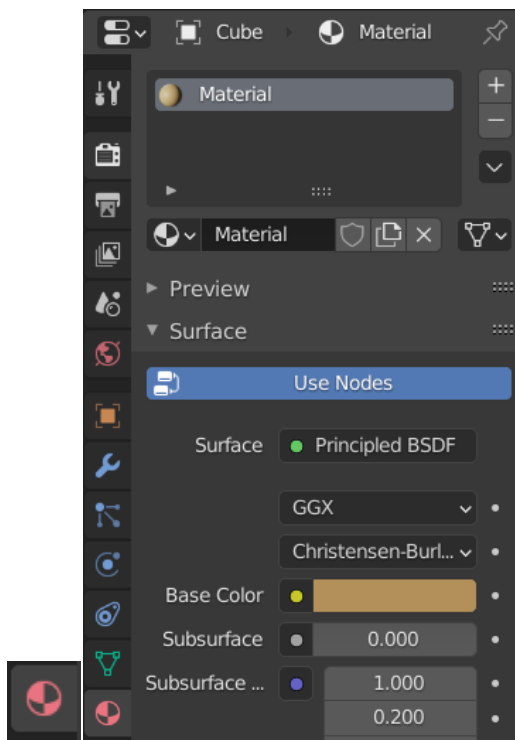 Cube Material
Material
Material
Preview
Surface
Use Nodes
Surface Principled BSDF
GGX
Christensen-Burl...
Base Color
Subsurface 0.000
Subsurface ... 1.000
0.200